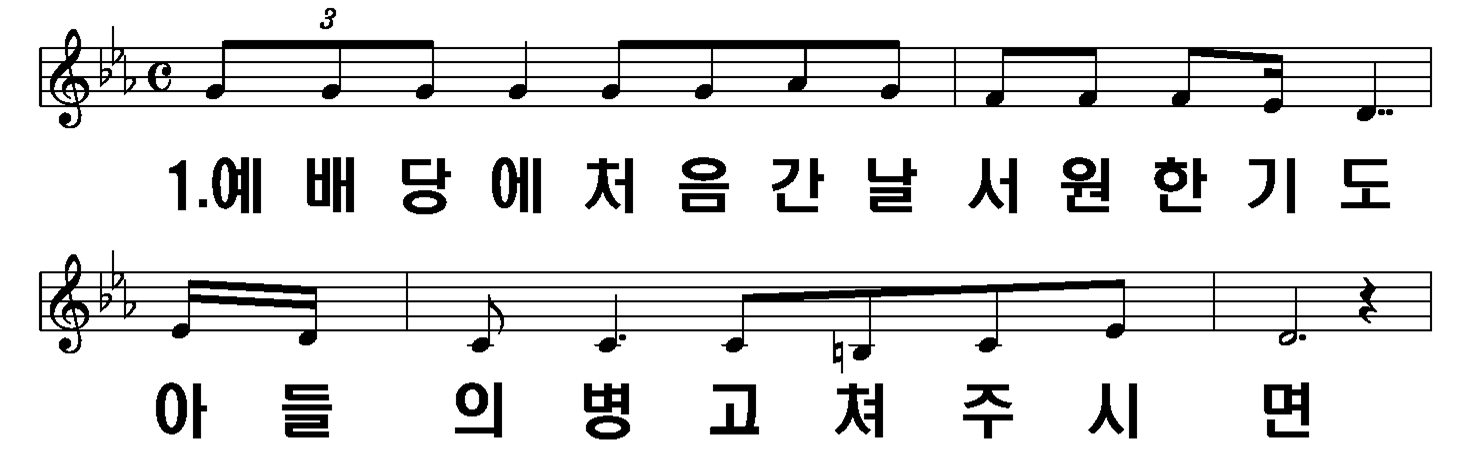 3
1.예 배 당 에 처 음 간 날 서 원 한 기 도
아 들 의 병 고 쳐 주 시 면